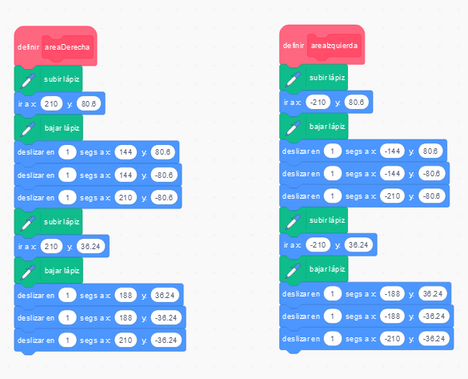 definir areaDerecha
subir lápiz
ir a x: 210 y: 80.6
bajar lápiz
deslizar en 1 segs a x: 144 y: 80.6
deslizar en 1 segs a x: 144 y: -80.6
deslizar en 1 segs a x: 210 y: -80.6
subir lápiz
ir a x: 210 y: 36.24
bajar lápiz
deslizar en 1 segs a x: 188 y: 36.24
deslizar en 1 segs a x: 188 y: -36.24
deslizar en 1 segs a x: 210 y: -36.24
definir areaIzquierda
subir lápiz
ir a x: -210 y: 80.6
bajar lápiz
deslizar en 1 segs a x: -144 y: 80.6
deslizar en 1 segs a x: -144 y: -80.6
deslizar en 1 segs a x: -210 y: -80.6
subir lápiz
ir a x: -210 y: 36.24
bajar lápiz
deslizar en 1 segs a x: -188 y: 36.24
deslizar en 1 segs a x: -188 y: -36.24
deslizar en 1 segs a x: -210 y: -36.24